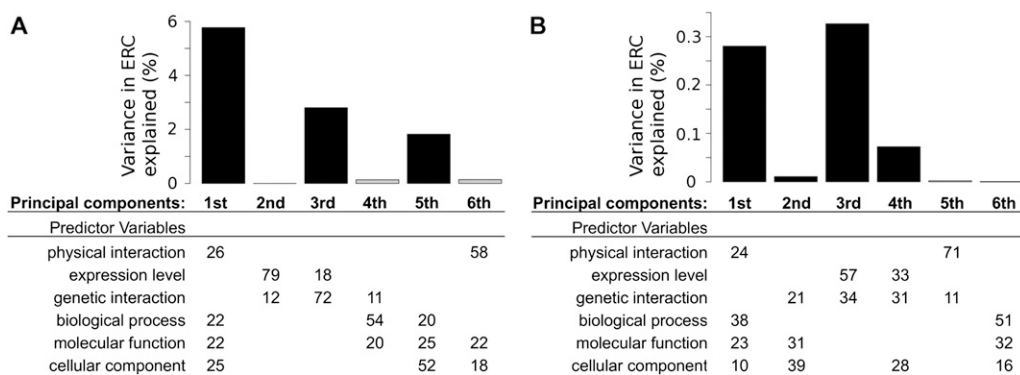 A
Variance in ERC
explained (%)
6
4
2
0
Principal components: 1st 2nd 3rd 4th 5th 6th
Predictor Variables
physical interaction 26 58
expression level 79 18
genetic interaction 12 72 11
biological process 22 54 20
molecular function 22 20 25 22
cellular component 25 52 18
B
Variance in ERC
explained (%)
0.3
0.2
0.1
0
Principal components: 1st 2nd 3rd 4th 5th 6th
Predictor Variables
physical interaction 24 71
expression level 57 33
genetic interaction 21 34 31 11
biological process 38 51
molecular function 23 31 32
cellular component 10 39 28 16